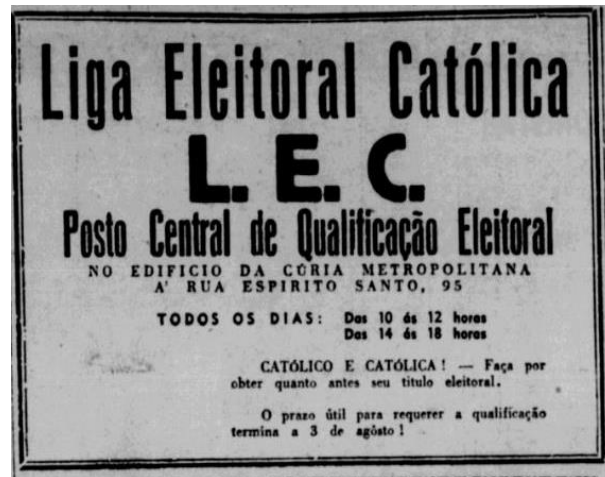 Liga Eleitoral Católica
L. E. C.
Posto Central de Qualificação Eleitoral
NO EDIFICIO DA CÚRIA METROPOLITANA
A' RUA ESPIRITO SANTO, 95
TODOS OS DIAS: Das 10 ás 12 horas
Das 14 ás 18 horas
CATÓLICO E CATÓLICA! — Faça por
obter quanto antes seu titulo eleitoral.
O prazo útil para requerer a qualificação
termina a 3 de agôsto!